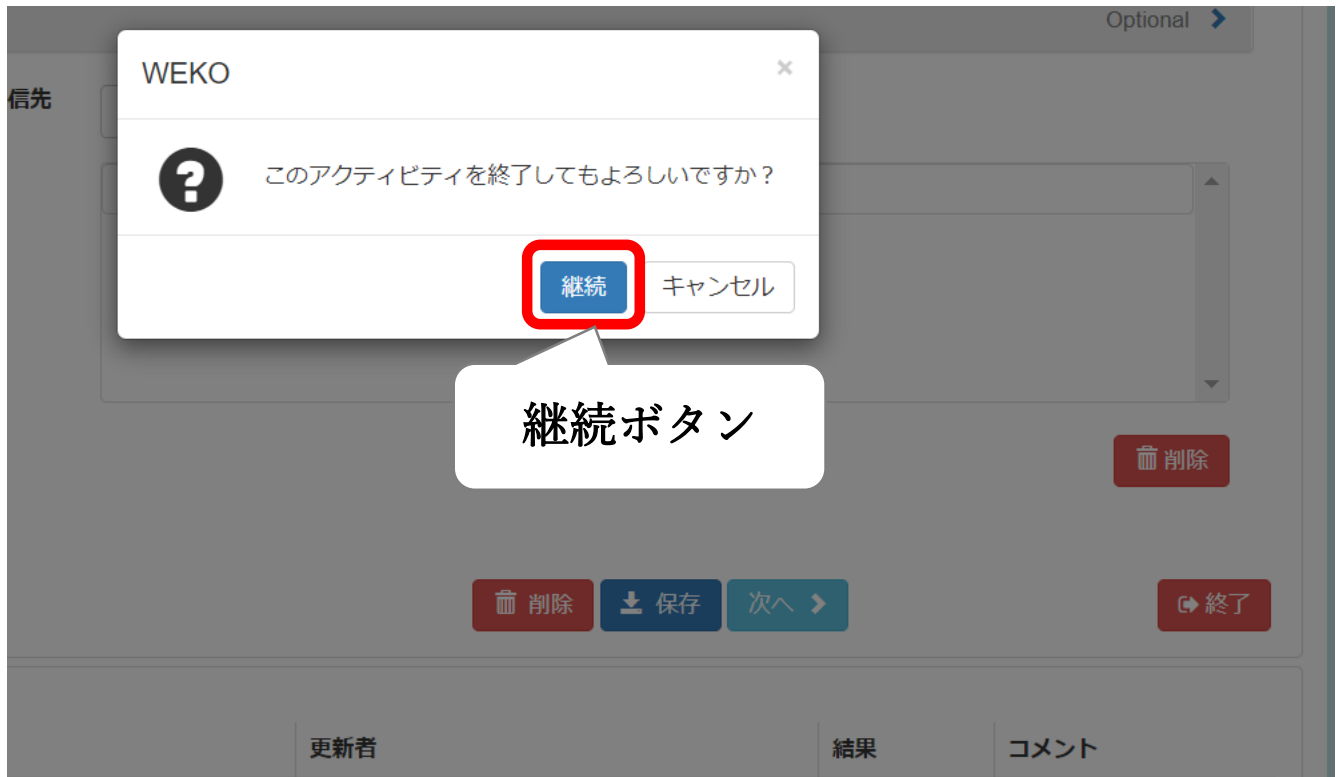 Optional
WEKO
×
信先
このアクティビティを終了してもよろしいですか？
継続 キャンセル
継続ボタン
削除
削除 保存 次へ 終了
更新者 結果 コメント